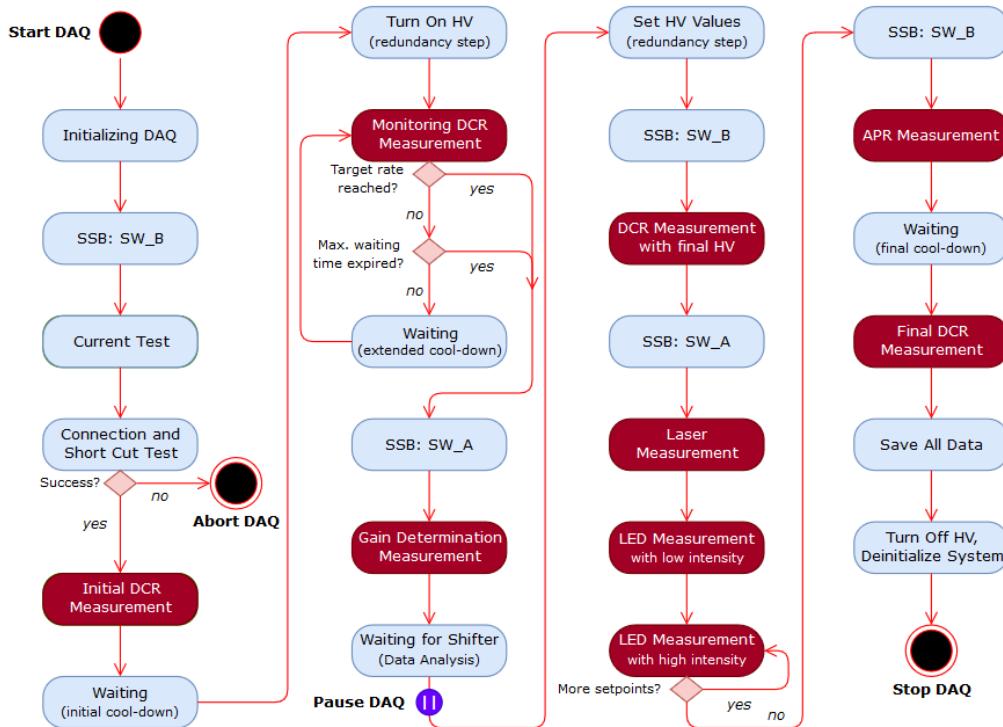 Start DAQ
Initializing DAQ
SSB: SW_B
Current Test
Connection and
Short Cut Test
Success?
no
Abort DAQ
yes
Initial DCR
Measurement
Waiting
(initial cool-down)
Turn On HV
(redundancy step)
Monitoring DCR
Measurement
Target rate
reached?
yes
no
Max. waiting
time expired?
yes
no
Waiting
(extended cool-down)
SSB: SW_A
Gain Determination
Measurement
Waiting for Shifter
(Data Analysis)
Pause DAQ
Set HV Values
(redundancy step)
SSB: SW_B
DCR Measurement
with final HV
SSB: SW_A
Laser
Measurement
LED Measurement
with low intensity
LED Measurement
with high intensity
More setpoints?
yes
no
SSB: SW_B
APR Measurement
Waiting
(final cool-down)
Final DCR
Measurement
Save All Data
Turn Off HV,
Deinitialize System
Stop DAQ